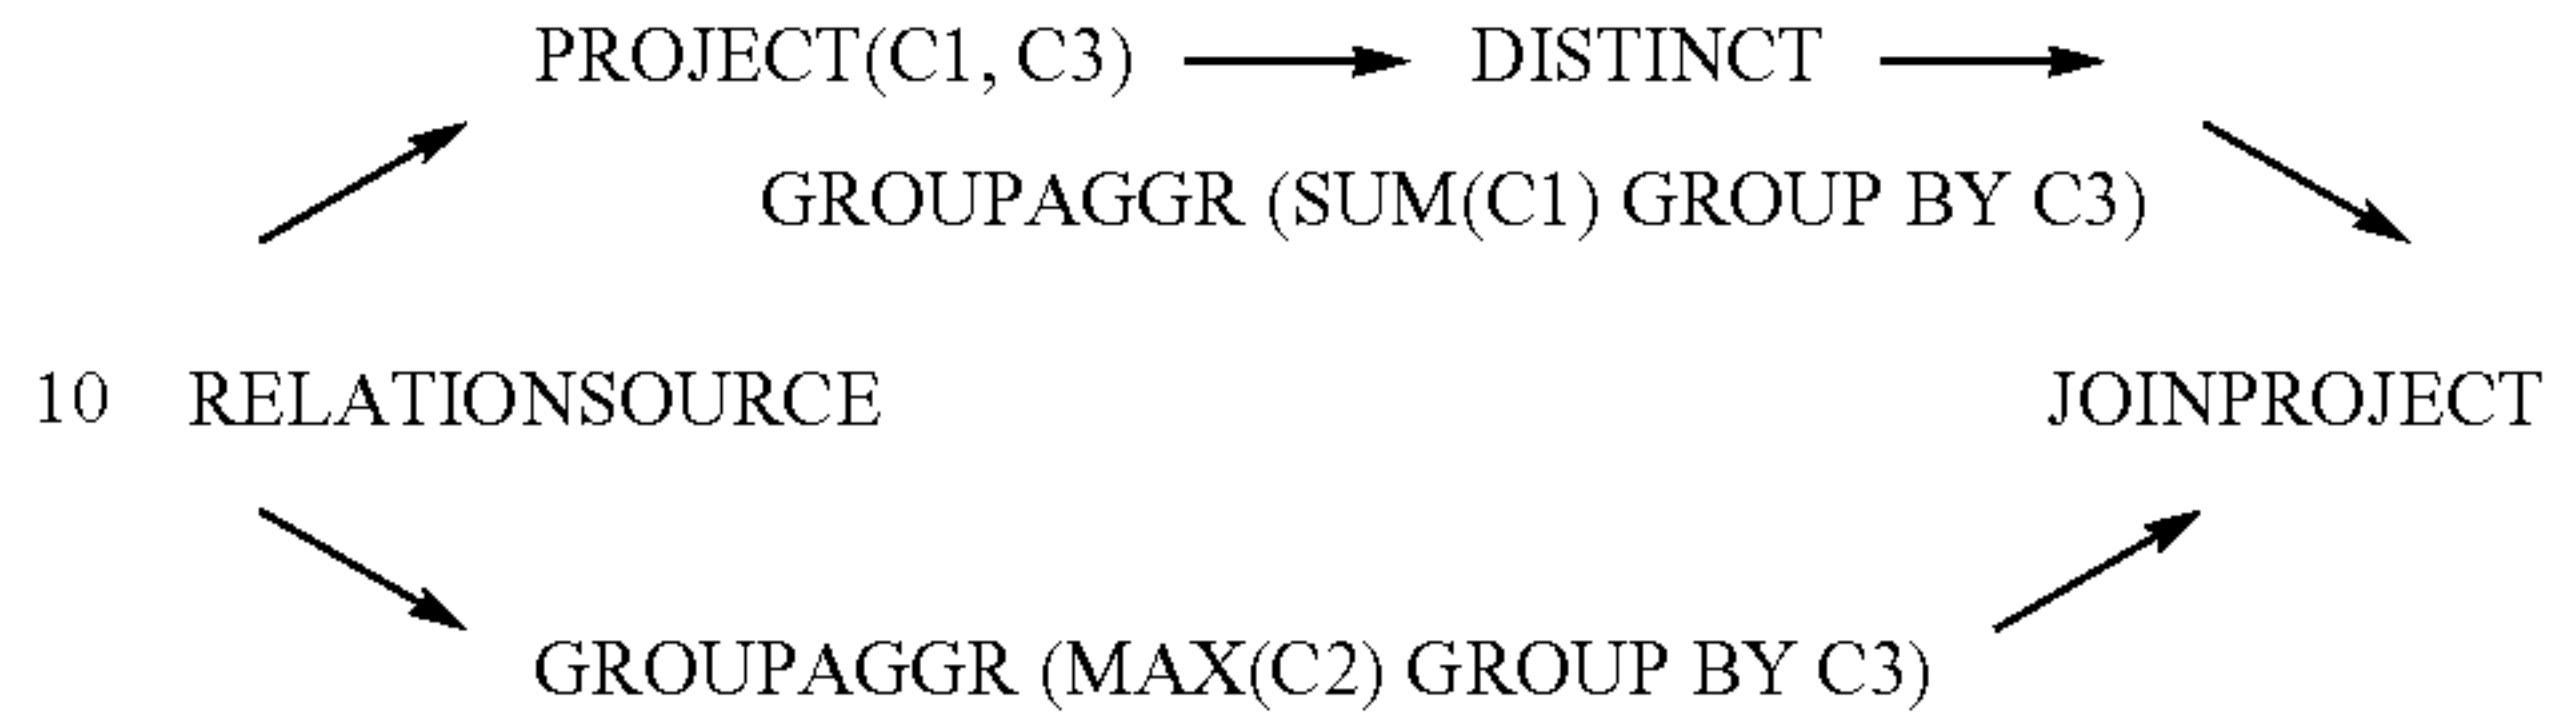 PROJECT(C1, C3) DISTINCT
GROUPAGGR (SUM(C1) GROUP BY C3)
10 RELATIONSOURCE JOINPROJECT
GROUPAGGR (MAX(C2) GROUP BY C3)